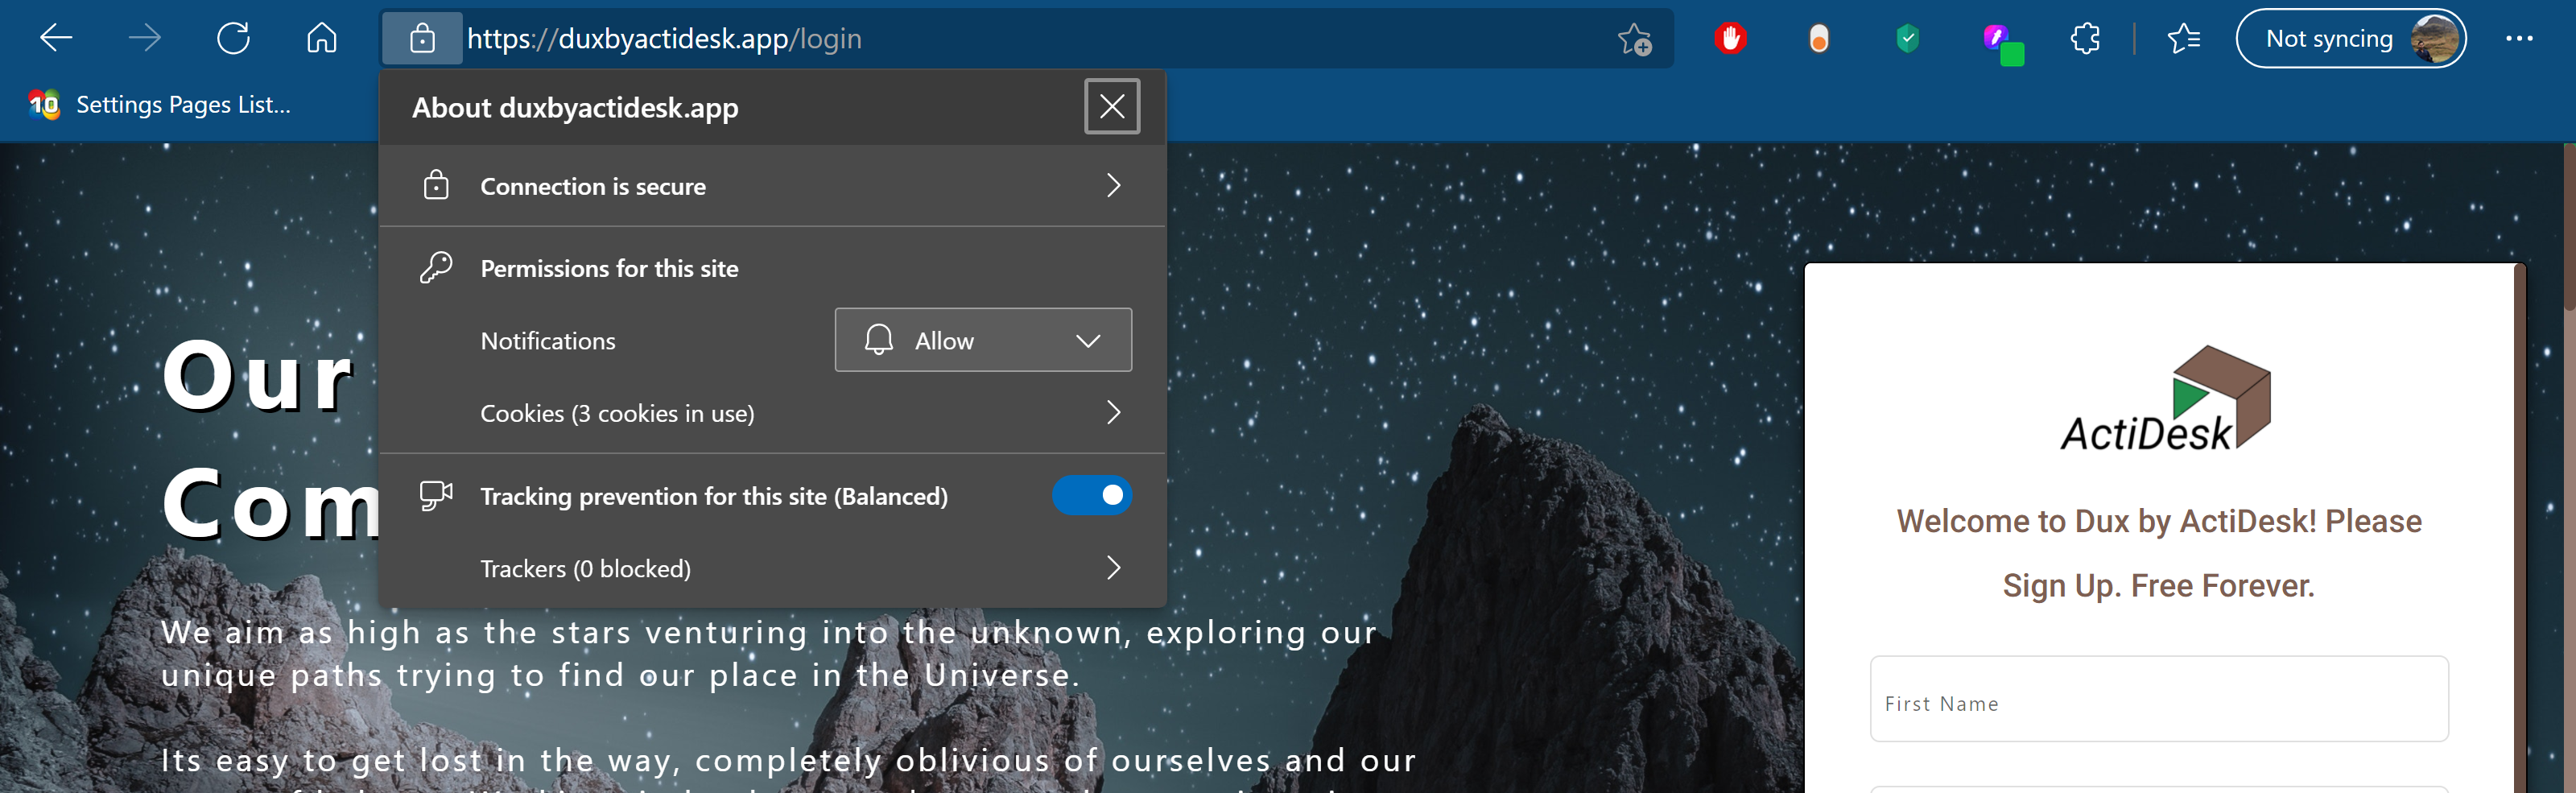 https://duxbyactidesk.app/login
Not syncing
10 Settings Pages List...
About duxbyactidesk.app
Connection is secure
Permissions for this site
Notifications
Allow
Cookies (3 cookies in use)
Tracking prevention for this site (Balanced)
Trackers (0 blocked)
Our
Com
We aim as high as the stars venturing into the unknown, exploring our
unique paths trying to find our place in the Universe.
Its easy to get lost in the way, completely oblivious of ourselves and our
ActiDesk
Welcome to Dux by ActiDesk! Please
Sign Up. Free Forever.
First Name